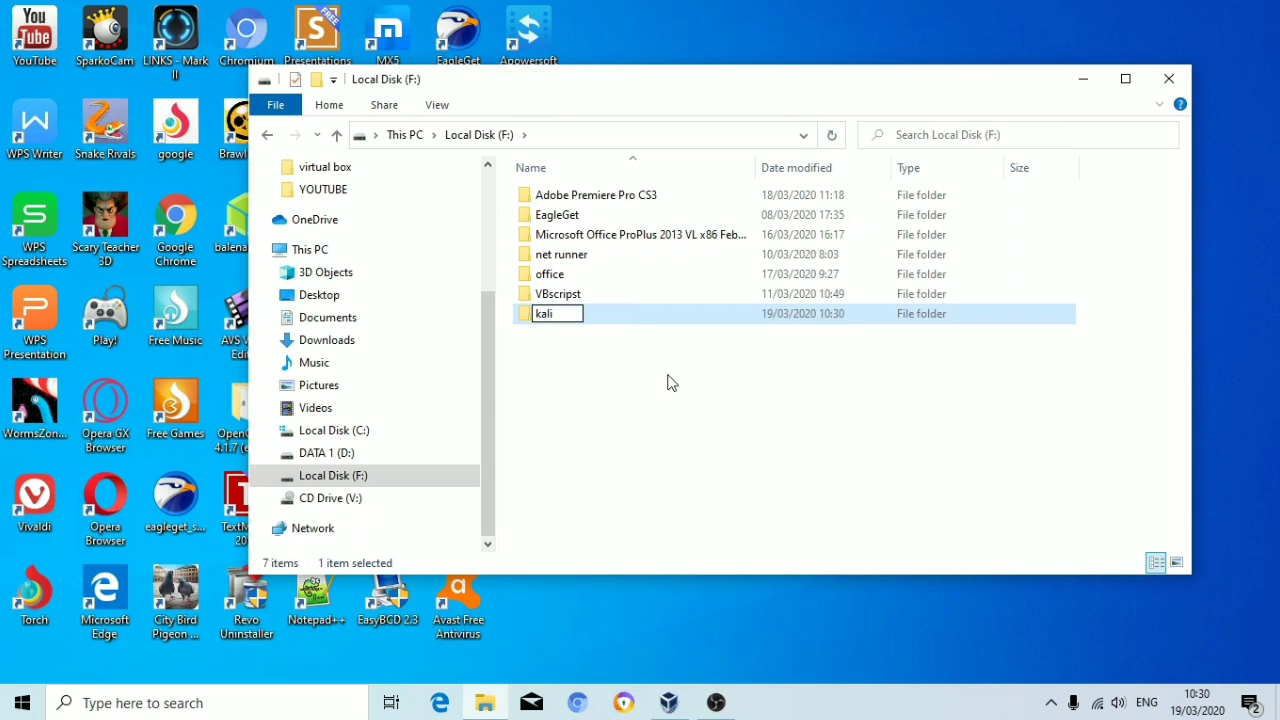 You
Tube
FREE
S
YouTube
SparkoCam
LINKS - Mark
II
Chromium
Presentations
MX5
EagleGet
Apowersoft
WPS Writer
Snake Rivals
google
WPS
Spreadsheets
Scary Teacher
3D
Google
Chrome
WPS
Presentation
Play!
Free Music
WormsZon...
Opera GX
Browser
Free Games
Vivaldi
Opera
Browser
eagleget_s...
Torch
Microsoft
Edge
City Bird
Pigeon ...
Revo
Uninstaller
Notepad++
EasyBCD 2.3
Avast Free
Antivirus
Local Disk (F:)
File
Home
Share
View
This PC
Local Disk (F:)
Search Local Disk (F:)
virtual box
YOUTUBE
OneDrive
This PC
3D Objects
Desktop
Documents
Downloads
Music
Pictures
Videos
Local Disk (C:)
DATA 1 (D:)
Local Disk (F:)
CD Drive (V:)
Network
Name Date modified Type Size
Adobe Premiere Pro CS3 18/03/2020 11:18 File folder
EagleGet 08/03/2020 17:35 File folder
Microsoft Office ProPlus 2013 VL x86 Feb... 16/03/2020 16:17 File folder
net runner 10/03/2020 8:03 File folder
office 17/03/2020 9:27 File folder
VBscripst 11/03/2020 10:49 File folder
kali 19/03/2020 10:30 File folder
7 items 1 item selected
Type here to search
ENG
10:30
19/03/2020
2